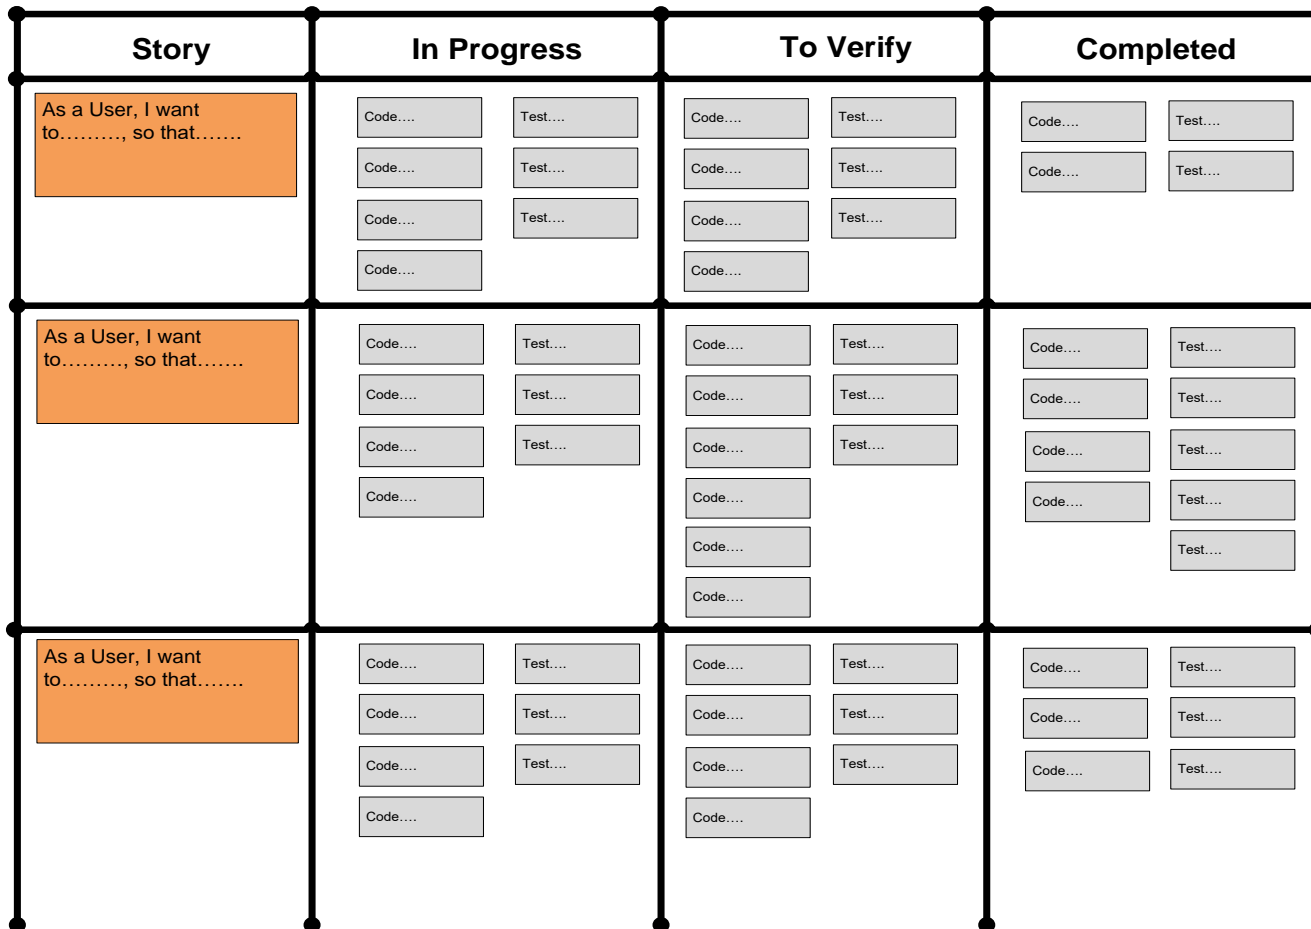 Story
In Progress
To Verify
Completed
As a User, I want
to………, so that…….
Code….
Test….
Code….
Test….
Code….
Test….
Code….
Code….
Test….
Code….
Test….
Code….
Test….
Code….
Code….
Test….
Code….
Test….
As a User, I want
to………, so that…….
Code….
Test….
Code….
Test….
Code….
Test….
Code….
Code….
Test….
Code….
Test….
Code….
Test….
Code….
Code….
Code….
Code….
Test….
Code….
Test….
Code….
Test….
Code….
Test….
Test….
As a User, I want
to………, so that…….
Code….
Test….
Code….
Test….
Code….
Test….
Code….
Code….
Test….
Code….
Test….
Code….
Test….
Code….
Code….
Test….
Code….
Test….
Code….
Test….